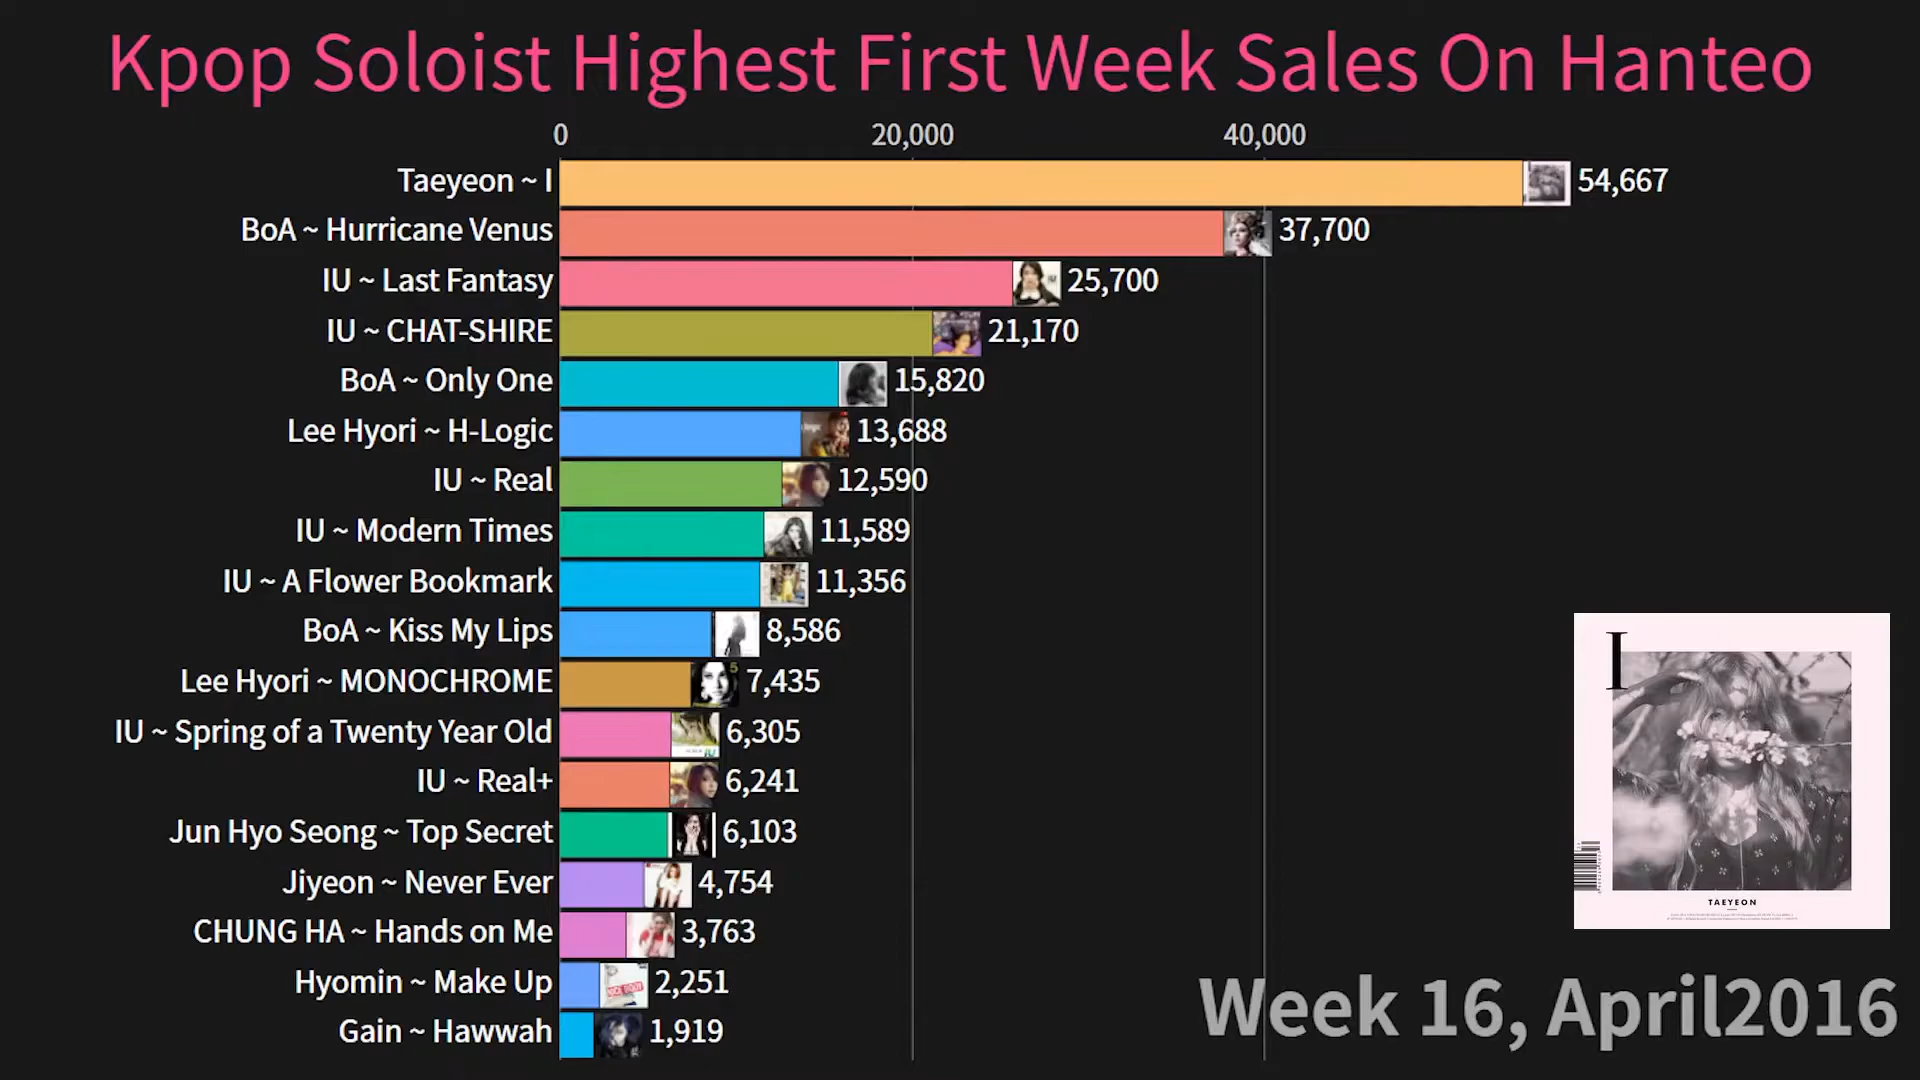 Kpop Soloist Highest First Week Sales On Hanteo
0 20,000 40,000
Taeyeon ~ I 54,667
BoA ~ Hurricane Venus 37,700
IU ~ Last Fantasy 25,700
IU ~ CHAT-SHIRE 21,170
BoA ~ Only One 15,820
Lee Hyori ~ H-Logic 13,688
IU ~ Real 12,590
IU ~ Modern Times 11,589
IU ~ A Flower Bookmark 11,356
BoA ~ Kiss My Lips 8,586
Lee Hyori ~ MONOCHROME 7,435
IU ~ Spring of a Twenty Year Old 6,305
IU ~ Real+ 6,241
Jun Hyo Seong ~ Top Secret 6,103
Jiyeon ~ Never Ever 4,754
CHUNG HA ~ Hands on Me 3,763
Hyomin ~ Make Up 2,251
Gain ~ Hawwah 1,919
I
TAEYEON
Week 16, April2016